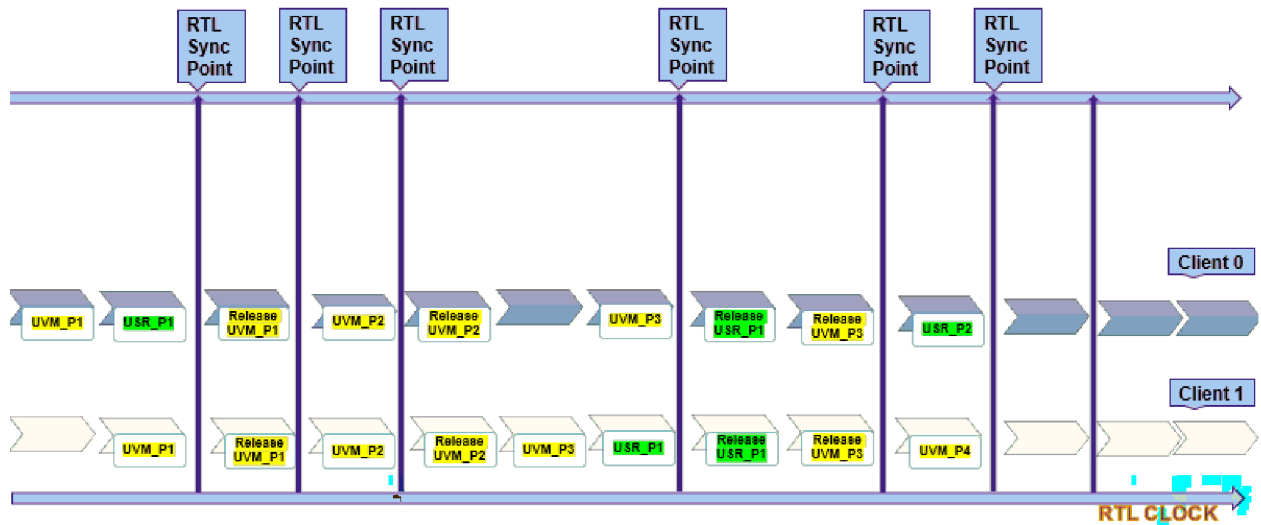 RTL
Sync
Point
RTL
Sync
Point
RTL
Sync
Point
RTL
Sync
Point
RTL
Sync
Point
RTL
Sync
Point
Client 0
UVM_P1
USR_P1
Release
UVM_P1
UVM_P2
Release
UVM_P2
UVM_P3
Release
USR_P1
Release
UVM_P3
USR_P2
Client 1
UVM_P1
Release
UVM_P1
UVM_P2
Release
UVM_P2
UVM_P3
USR_P1
Release
USR_P1
Release
UVM_P3
UVM_P4
RTL CLOCK